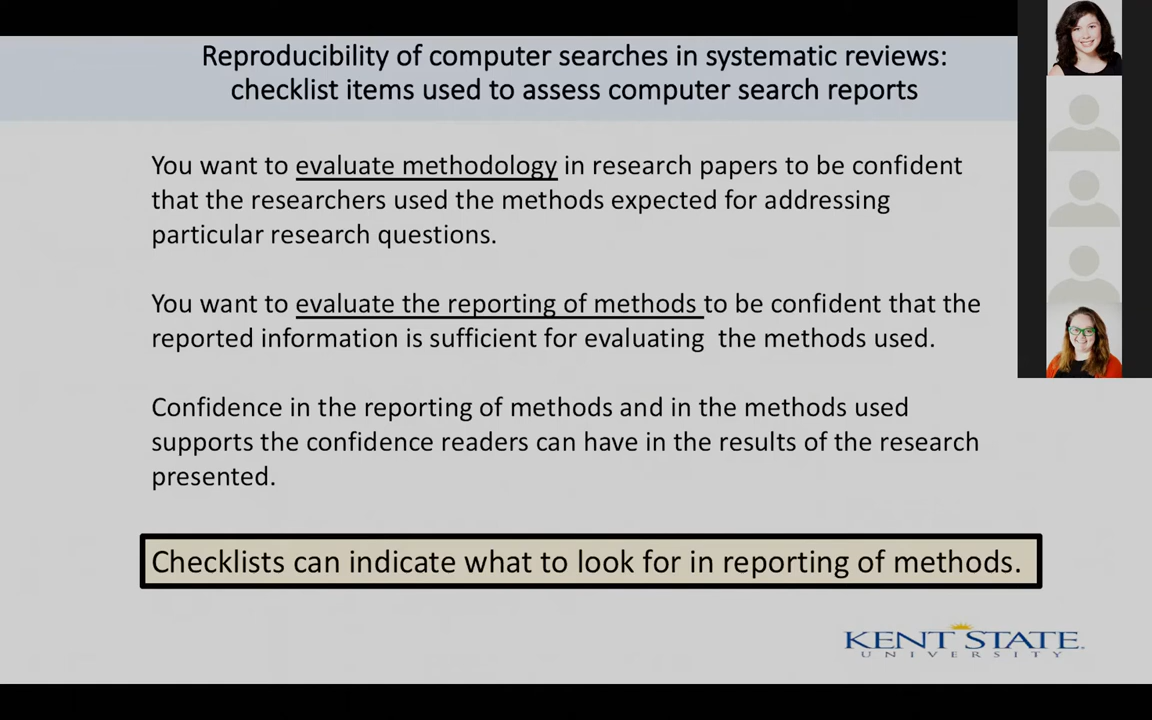 Reproducibility of computer searches in systematic reviews:
checklist items used to assess computer search reports
You want to evaluate methodology in research papers to be confident
that the researchers used the methods expected for addressing
particular research questions.
You want to evaluate the reporting of methods to be confident that the
reported information is sufficient for evaluating  the methods used.
Confidence in the reporting of methods and in the methods used
supports the confidence readers can have in the results of the research
presented.
Checklists can indicate what to look for in reporting of methods.
KENT STATE.
UNIVERSITY